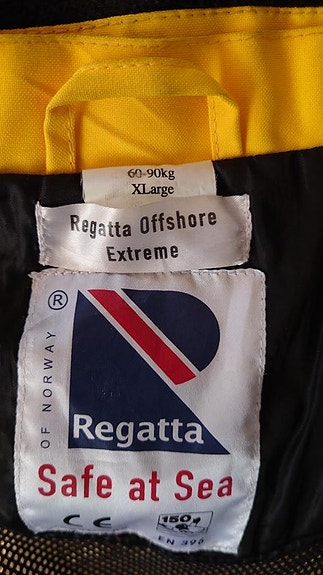 60-90kg
XLarge
Regatta Offshore
Extreme
®
OF NORWAY
Regatta
Safe at Sea
CE
150
EN 396